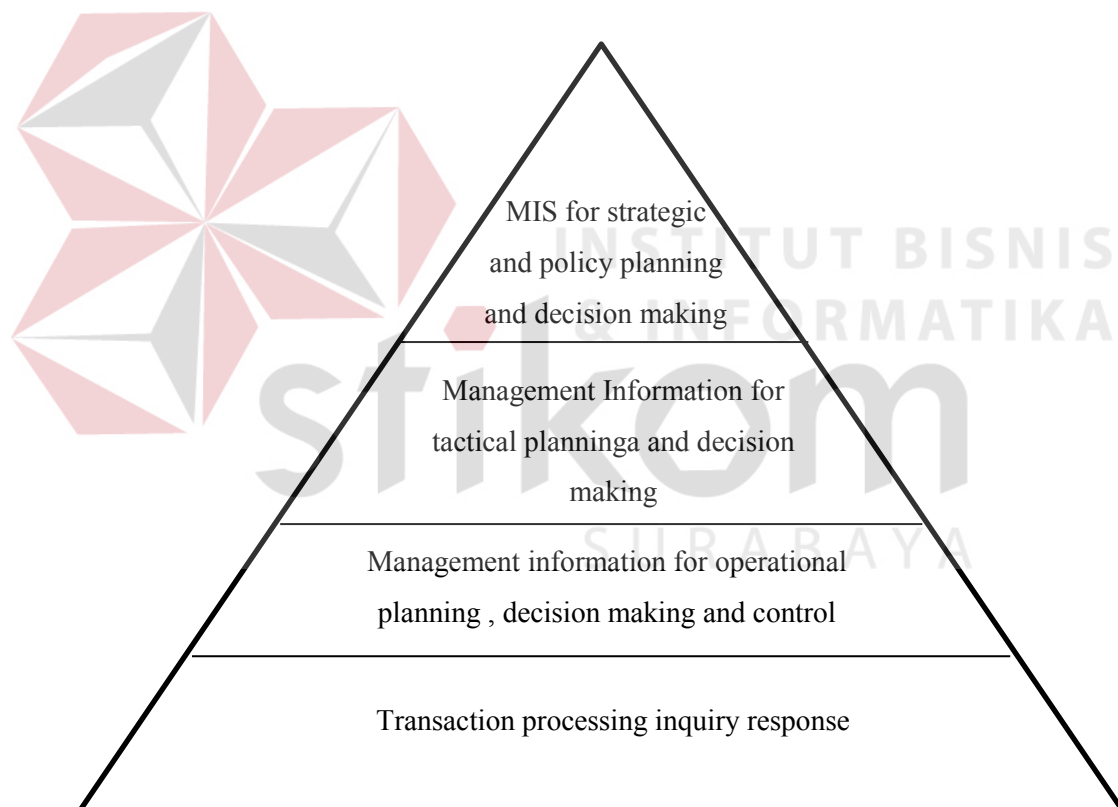 MIS for strategic
and policy planning
and decision making
INSTITUT BISNIS
& INFORMATIKA
stikom
SURABAYA
Management Information for
tactical planninga and decision
making
Management information for operational
planning , decision making and control
Transaction processing inquiry response